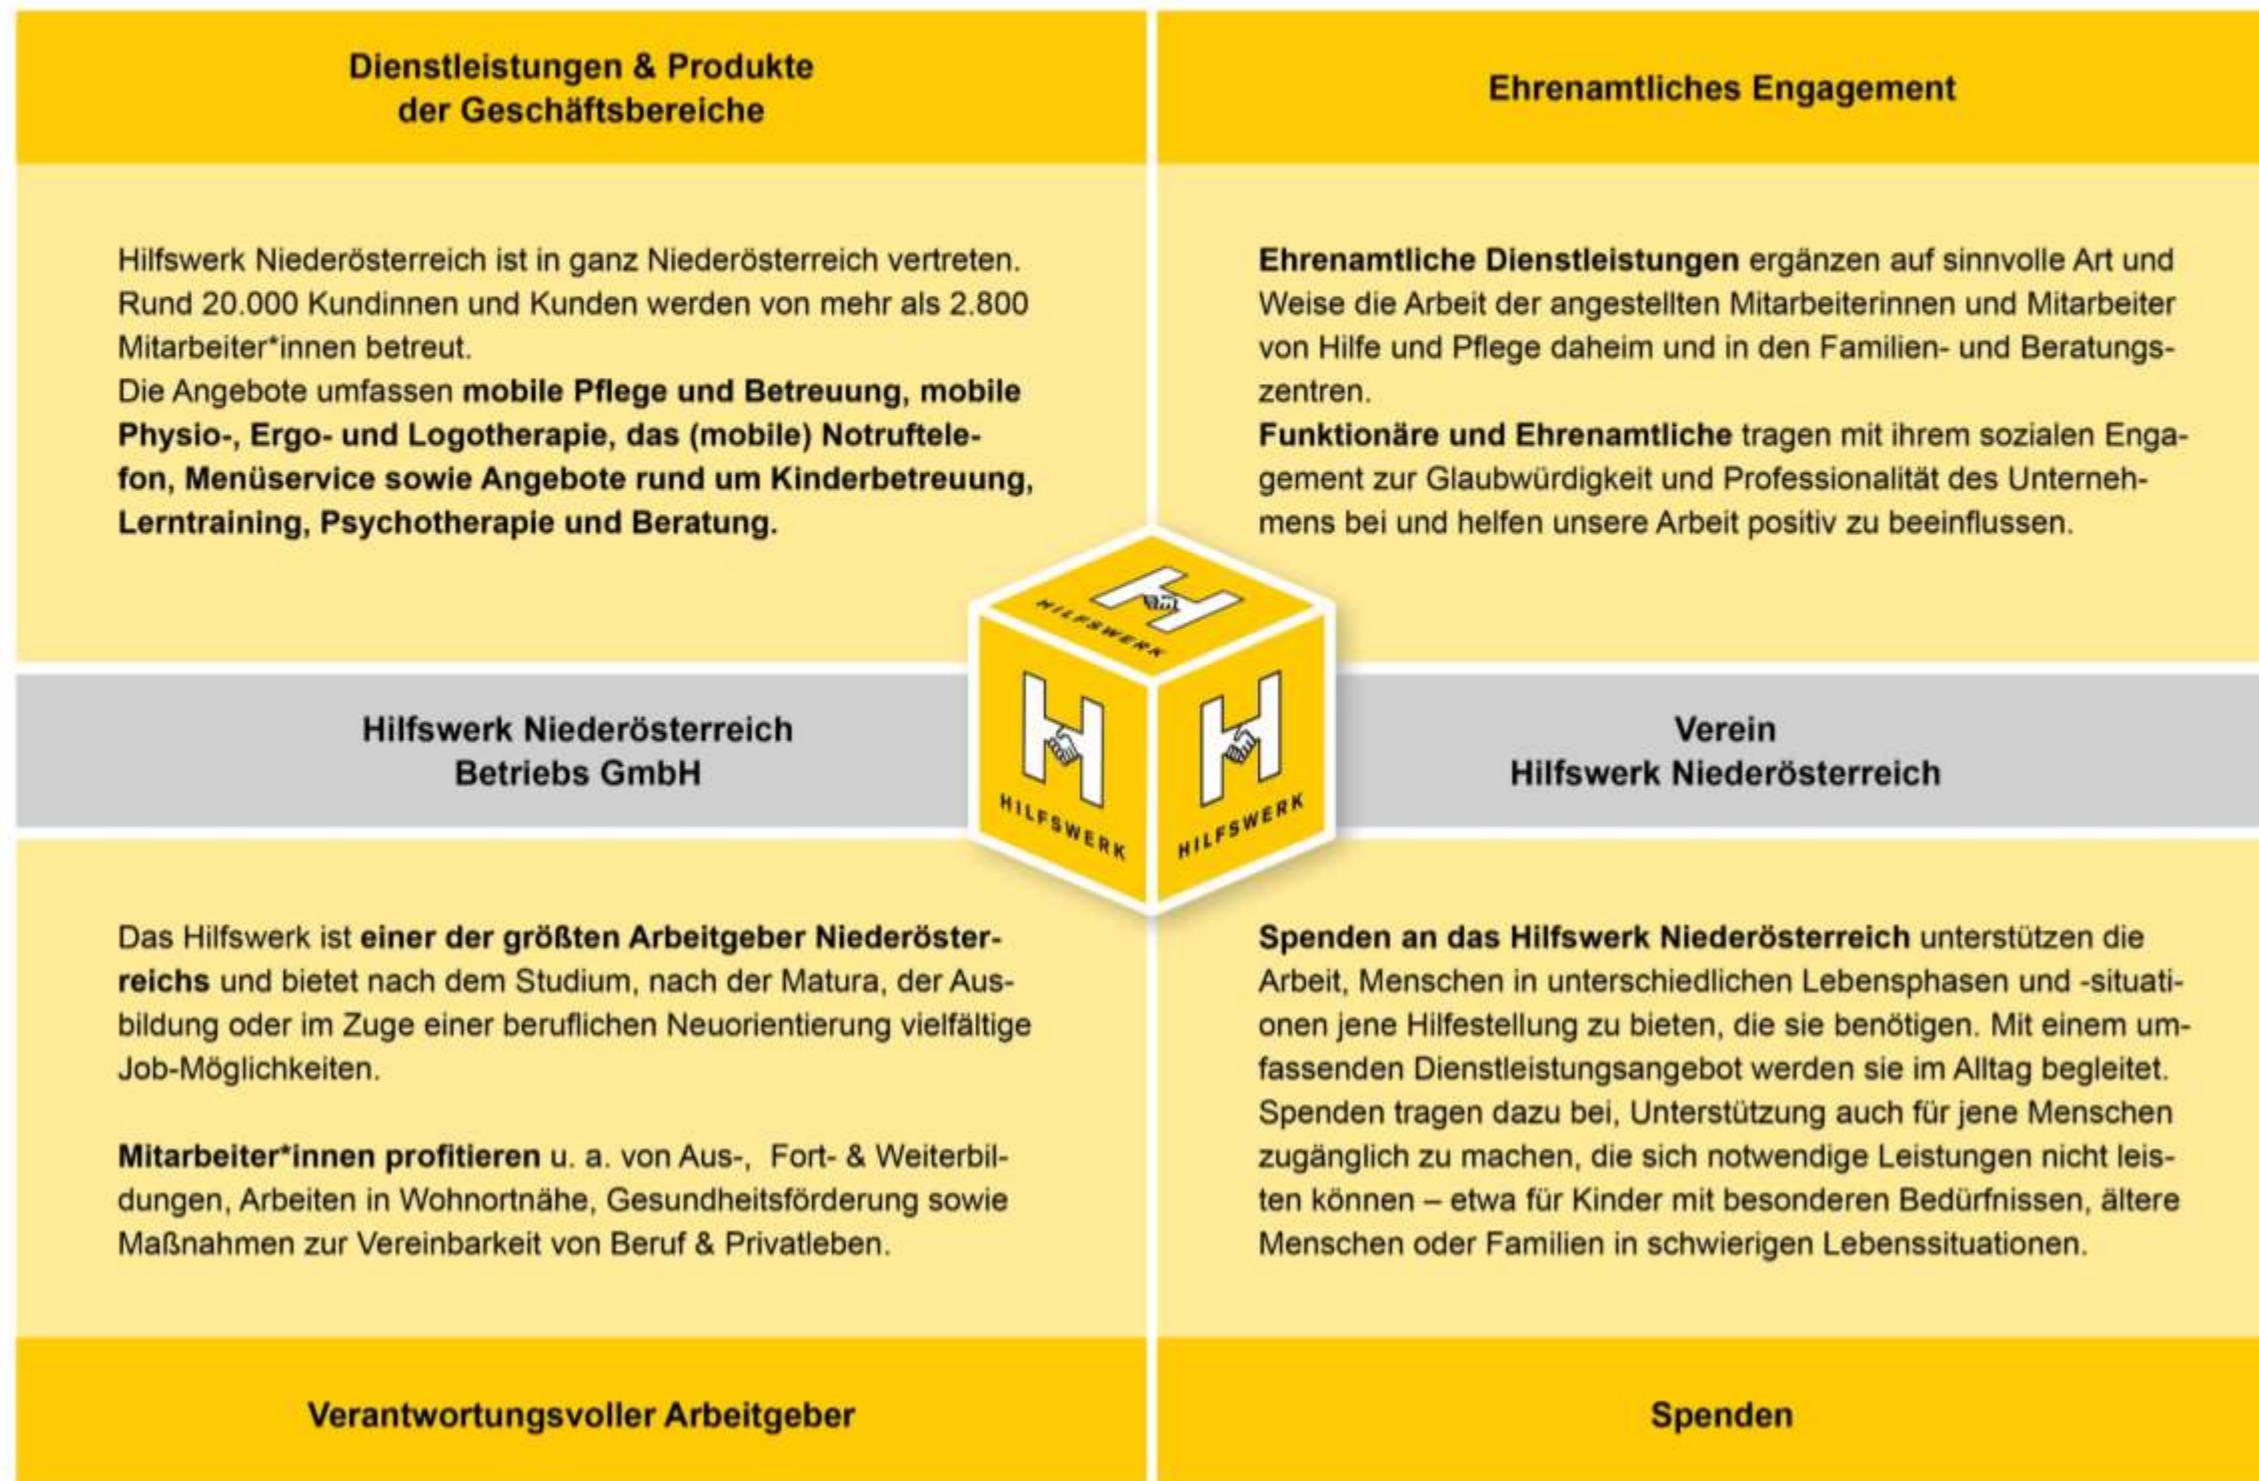 Dienstleistungen & Produkte
der Geschäftsbereiche
Hilfswerk Niederösterreich ist in ganz Niederösterreich vertreten.
Rund 20.000 Kundinnen und Kunden werden von mehr als 2.800
Mitarbeiter*innen betreut.
Die Angebote umfassen mobile Pflege und Betreuung, mobile
Physio-, Ergo- und Logotherapie, das (mobile) Notruftele-
fon, Menüservice sowie Angebote rund um Kinderbetreuung,
Lerntraining, Psychotherapie und Beratung.
Ehrenamtliches Engagement
Ehrenamtliche Dienstleistungen ergänzen auf sinnvolle Art und
Weise die Arbeit der angestellten Mitarbeiterinnen und Mitarbeiter
von Hilfe und Pflege daheim und in den Familien- und Beratungs-
zentren.
Funktionäre und Ehrenamtliche tragen mit ihrem sozialen Enga-
gement zur Glaubwürdigkeit und Professionalität des Unterneh-
mens bei und helfen unsere Arbeit positiv zu beeinflussen.
Hilfswerk Niederösterreich
Betriebs GmbH
H
HILFSWERK
H
HILFSWERK
H
HILFSWERK
Verein
Hilfswerk Niederösterreich
Das Hilfswerk ist einer der größten Arbeitgeber Niederöster-
reichs und bietet nach dem Studium, nach der Matura, der Aus-
bildung oder im Zuge einer beruflichen Neuorientierung vielfältige
Job-Möglichkeiten.
Mitarbeiter*innen profitieren u. a. von Aus-, Fort- & Weiterbil-
dungen, Arbeiten in Wohnortnähe, Gesundheitsförderung sowie
Maßnahmen zur Vereinbarkeit von Beruf & Privatleben.
Verantwortungsvoller Arbeitgeber
Spenden an das Hilfswerk Niederösterreich unterstützen die
Arbeit, Menschen in unterschiedlichen Lebensphasen und -situati-
onen jene Hilfestellung zu bieten, die sie benötigen. Mit einem um-
fassenden Dienstleistungsangebot werden sie im Alltag begleitet.
Spenden tragen dazu bei, Unterstützung auch für jene Menschen
zugänglich zu machen, die sich notwendige Leistungen nicht leis-
ten können – etwa für Kinder mit besonderen Bedürfnissen, ältere
Menschen oder Familien in schwierigen Lebenssituationen.
Spenden